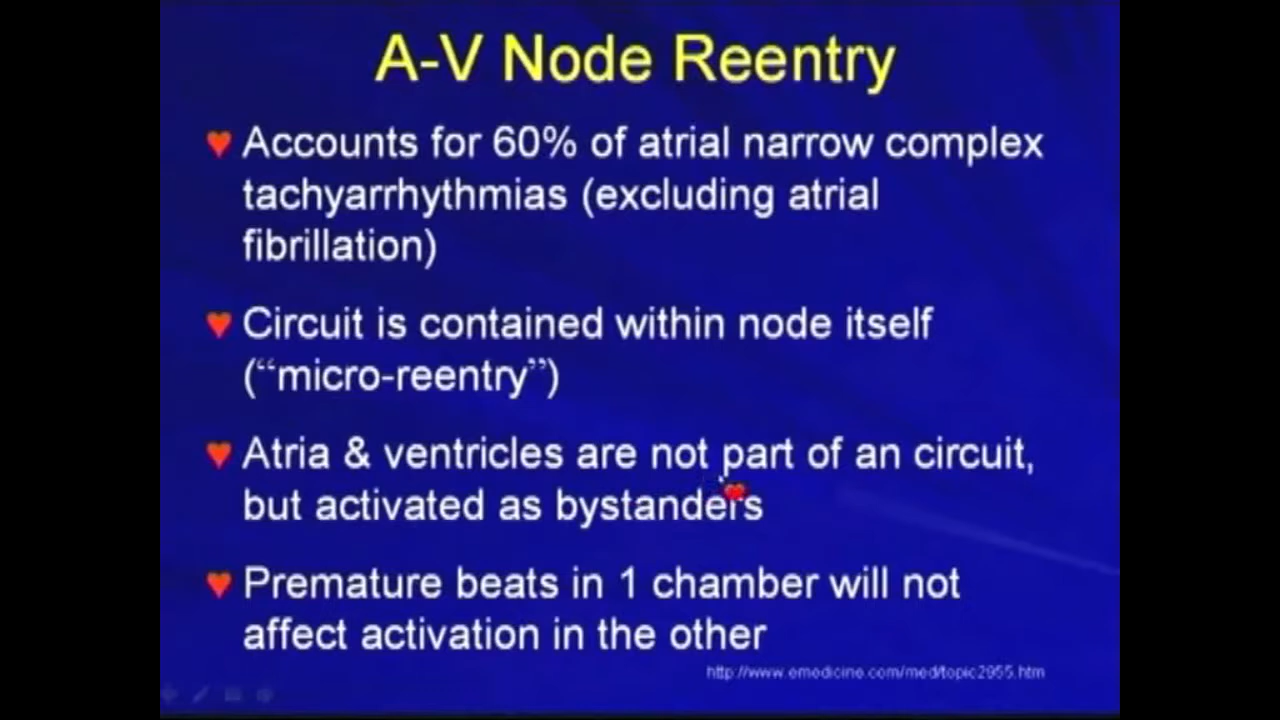 A-V Node Reentry
Accounts for 60% of atrial narrow complex
tachyarrhythmias (excluding atrial
fibrillation)
Circuit is contained within node itself
(“micro-reentry”)
Atria & ventricles are not part of an circuit,
but activated as bystanders
Premature beats in 1 chamber will not
affect activation in the other
http://www.emedicine.com/med/topic2955.htm